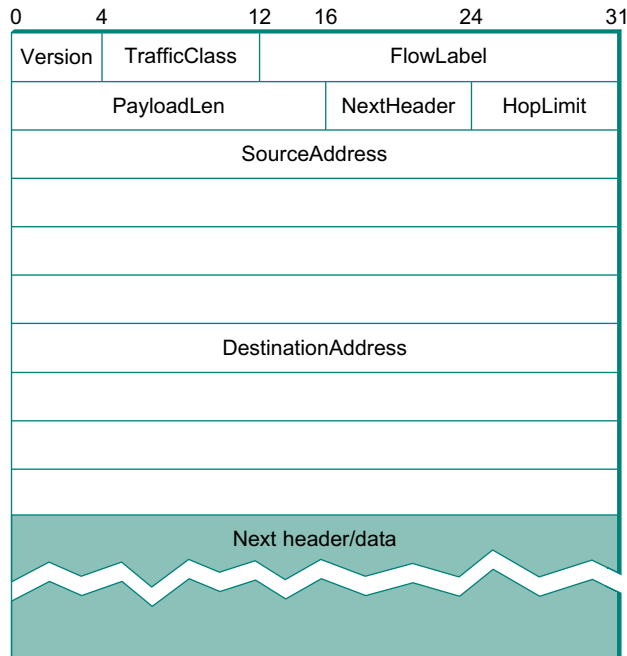 0 4 12 16 24 31
Version TrafficClass FlowLabel
PayloadLen NextHeader HopLimit
SourceAddress
DestinationAddress
Next header/data